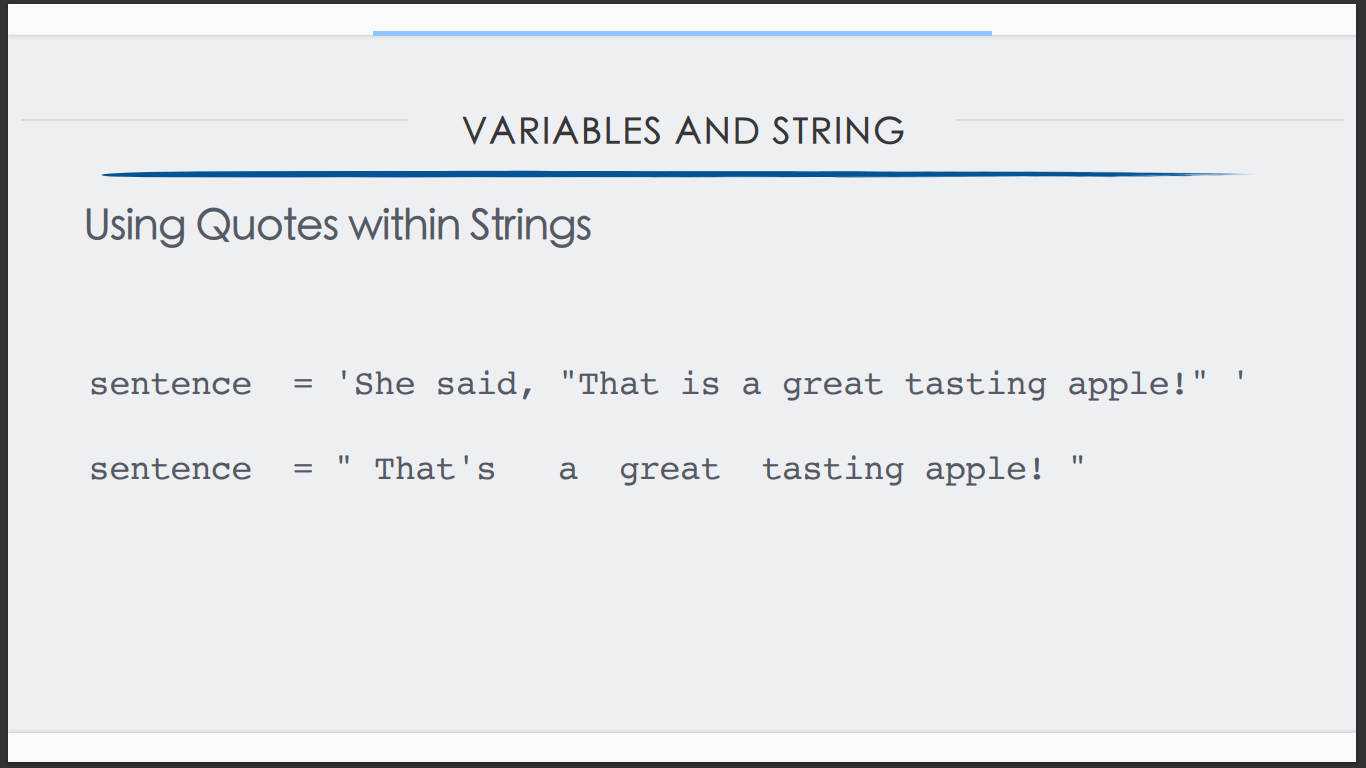 VARIABLES AND STRING
Using Quotes within Strings
sentence  = 'She said, "That is a great tasting apple!" '
sentence  = " That's   a  great  tasting apple! "